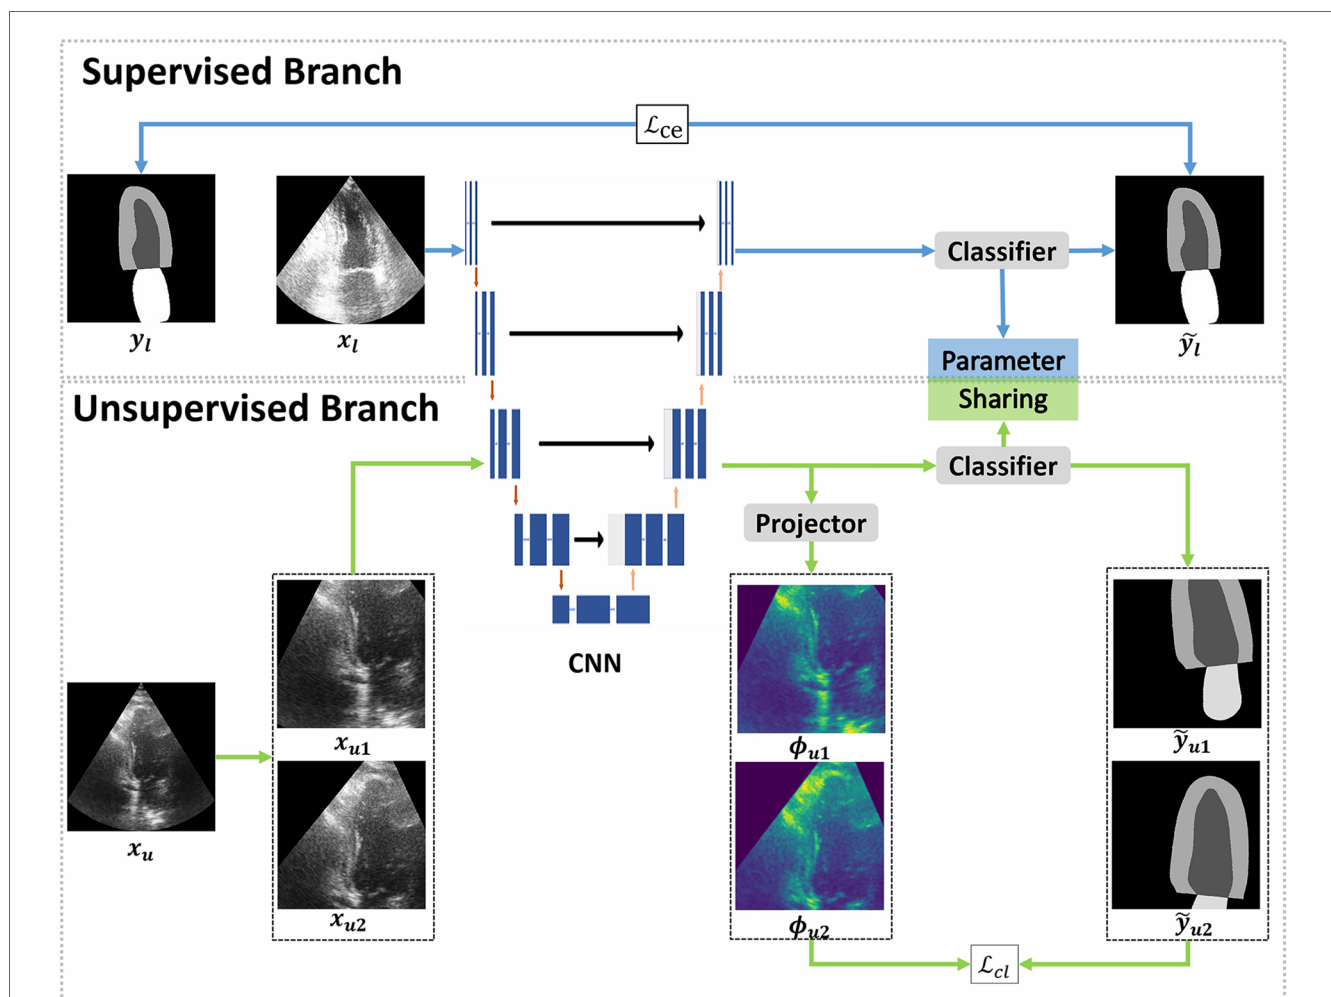 Supervised Branch
ℒce
Classifier
yl
xl
ỹl
Parameter
Sharing
Unsupervised Branch
Classifier
Projector
CNN
xu1
ϕu1
ỹu1
xu
xu2
ϕu2
ỹu2
ℒcl